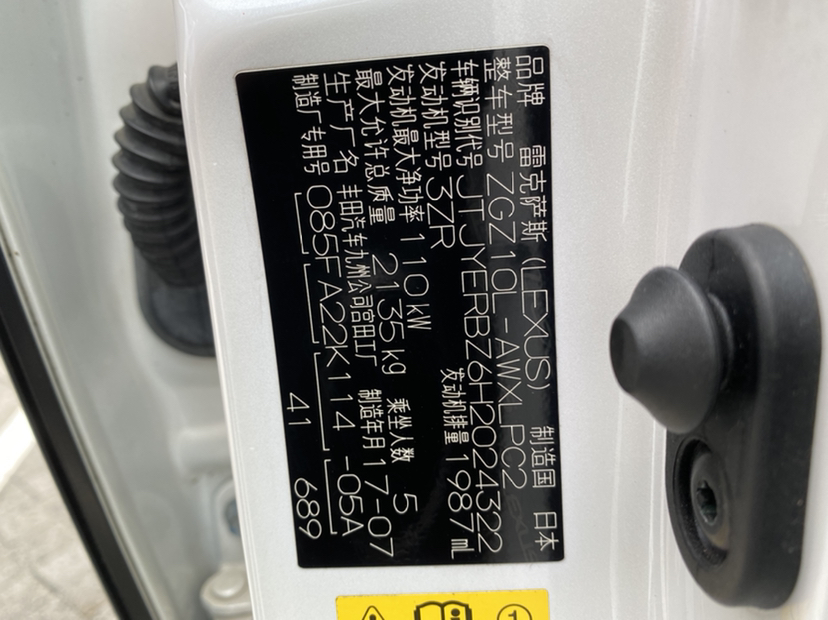 品牌 雷克萨斯 (LEXUS) 制造国 日本
整车型号 ZGZ10L-AWXLPC2
车辆识别代号 JTJYERBZ6H2024322
发动机型号 3ZR 发动机排量 1987 mL
发动机最大净功率 110kW
最大允许总质量 2135kg 乘坐人数 5
生产厂名 丰田汽车九州公司宫田工厂 制造年月 17-07
制造厂专用号 085FA22K114-05A
41 689